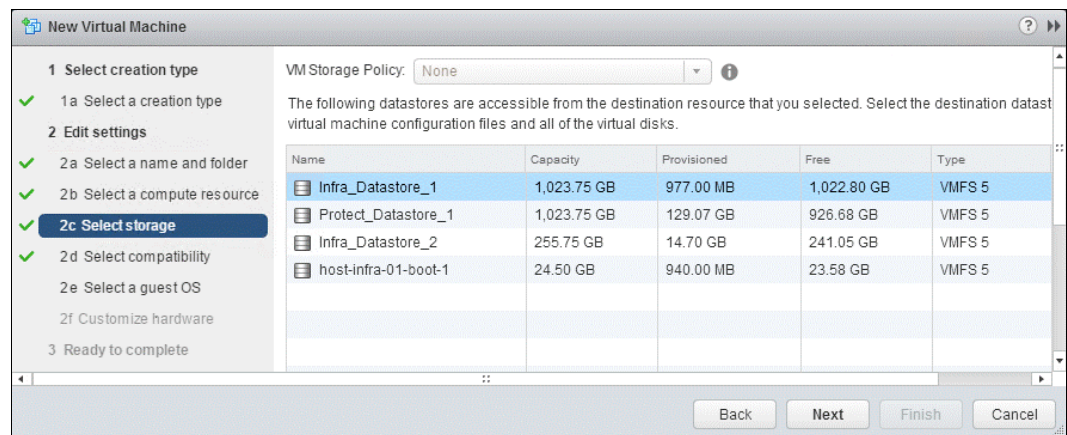 New Virtual Machine
1 Select creation type
1a Select a creation type
2 Edit settings
2a Select a name and folder
2b Select a compute resource
2c Select storage
2d Select compatibility
2e Select a guest OS
2f Customize hardware
3 Ready to complete
VM Storage Policy: None
The following datastores are accessible from the destination resource that you selected. Select the destination datast
virtual machine configuration files and all of the virtual disks.
Name Capacity Provisioned Free Type
Infra_Datastore_1 1,023.75 GB 977.00 MB 1,022.80 GB VMFS 5
Protect_Datastore_1 1,023.75 GB 129.07 GB 926.68 GB VMFS 5
Infra_Datastore_2 255.75 GB 14.70 GB 241.05 GB VMFS 5
host-infra-01-boot-1 24.50 GB 940.00 MB 23.58 GB VMFS 5
Back Next Finish Cancel